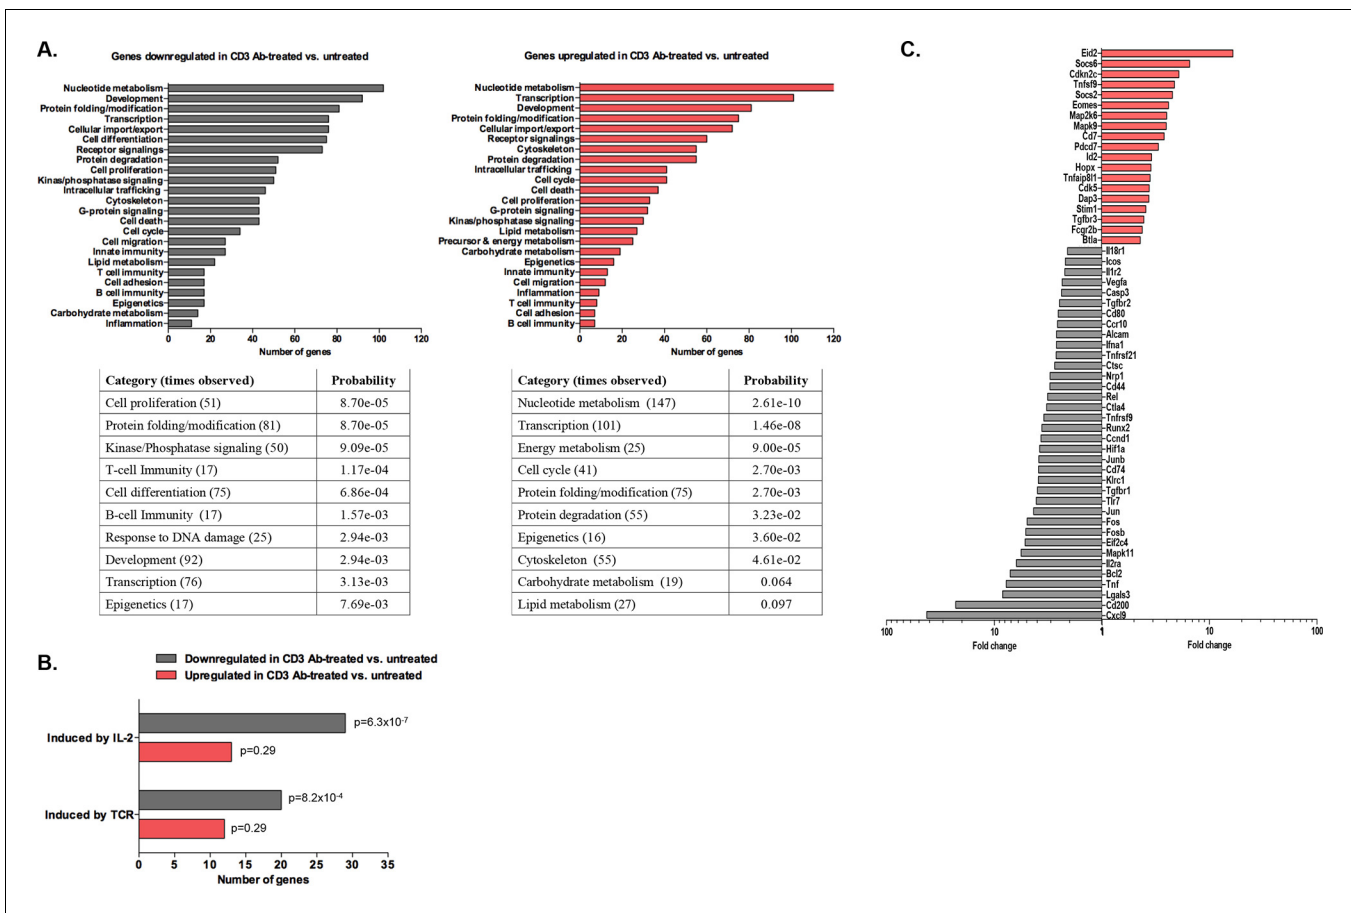 A.
Genes downregulated in CD3 Ab-treated vs. untreated
Nucleotide metabolism
Development
Protein folding/modification
Transcription
Cellular import/export
Cell differentiation
Receptor signalings
Protein degradation
Cell proliferation
Kinas/phosphatase signaling
Intracellular trafficking
Cytoskeleton
G-protein signaling
Cell death
Cell cycle
Cell migration
Innate immunity
Lipid metabolism
T cell immunity
Cell adhesion
B cell immunity
Epigenetics
Carbohydrate metabolism
Inflammation
0 20 40 60 80 100 120
Number of genes
Genes upregulated in CD3 Ab-treated vs. untreated
Nucleotide metabolism
Transcription
Development
Protein folding/modification
Cellular import/export
Receptor signalings
Cytoskeleton
Protein degradation
Intracellular trafficking
Cell cycle
Cell death
Cell proliferation
G-protein signaling
Kinas/phosphatase signaling
Lipid metabolism
Precursor & energy metabolism
Carbohydrate metabolism
Epigenetics
Innate immunity
Cell migration
Inflammation
T cell immunity
Cell adhesion
B cell immunity
0 20 40 60 80 100 120
Number of genes
Category (times observed) Probability
Cell proliferation (51) 8.70e-05
Protein folding/modification (81) 8.70e-05
Kinase/Phosphatase signaling (50) 9.09e-05
T-cell Immunity (17) 1.17e-04
Cell differentiation (75) 6.86e-04
B-cell Immunity (17) 1.57e-03
Response to DNA damage (25) 2.94e-03
Development (92) 2.94e-03
Transcription (76) 3.13e-03
Epigenetics (17) 7.69e-03
Category (times observed) Probability
Nucleotide metabolism (147) 2.61e-10
Transcription (101) 1.46e-08
Energy metabolism (25) 9.00e-05
Cell cycle (41) 2.70e-03
Protein folding/modification (75) 2.70e-03
Protein degradation (55) 3.23e-02
Epigenetics (16) 3.60e-02
Cytoskeleton (55) 4.61e-02
Carbohydrate metabolism (19) 0.064
Lipid metabolism (27) 0.097
B.
Downregulated in CD3 Ab-treated vs. untreated
Upregulated in CD3 Ab-treated vs. untreated
Induced by IL-2
p=6.3x10-7
p=0.29
Induced by TCR
p=8.2x10-4
p=0.29
0 5 10 15 20 25 30 35
Number of genes
C.
Eid2
Socs6
Cdkn2c
Tnfsf9
Socs2
Eomes
Map2k6
Mapk9
Cd7
Pdcd7
Id2
Hopx
Tnfaip8l1
Cdk5
Dap3
Stim1
Tgfbr3
Fcgr2b
Btla
Il18r1
Icos
Il1r2
Vegfa
Casp3
Tgfbr2
Cd80
Ccr10
Alcam
Ifna1
Tnfrsf21
Ctsc
Nrp1
Cd44
Rel
Ctla4
Tnfrsf9
Runx2
Ccnd1
Hif1a
Junb
Cd74
Klrc1
Tgfbr1
Tlr7
Jun
Fos
Fosb
Eif2c4
Mapk11
Il2ra
Bcl2
Tnf
Lgals3
Cd200
Cxcl9
100 10 1 10 100
Fold change Fold change